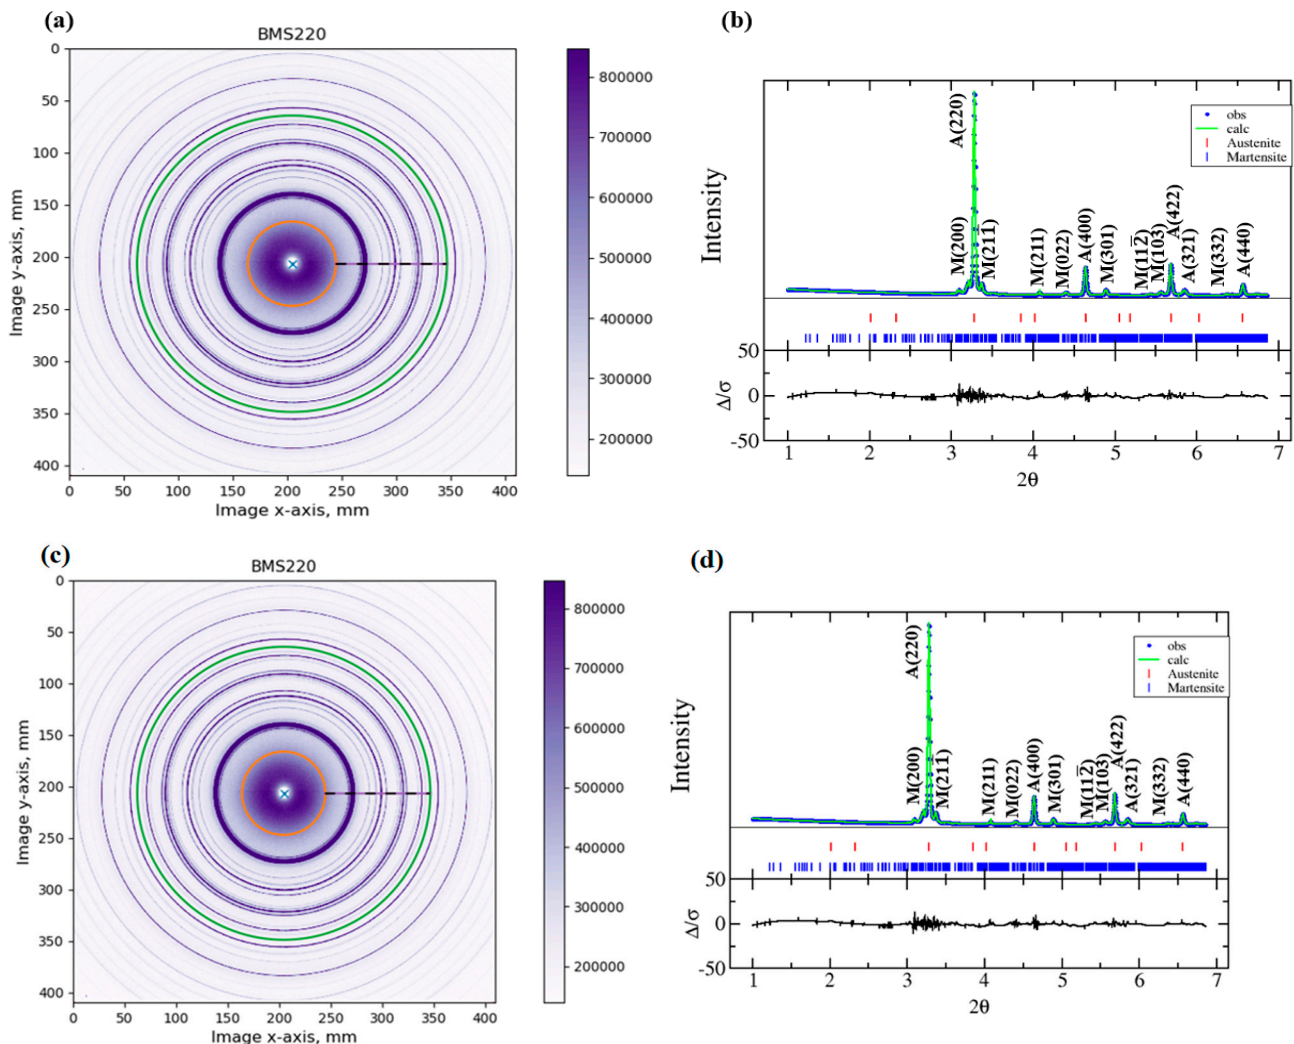 (a)
BMS220
0
50
100
150
200
250
300
350
400
Image y-axis, mm
0 50 100 150 200 250 300 350 400
Image x-axis, mm
800000
700000
600000
500000
400000
300000
200000
(b)
Intensity
A(220)
M(200)
M(21̄1)
M(211)
M(022)
A(400)
M(301)
M(11̅2̅)
M(103)
A(422)
A(321)
M(332)
A(440)
obs
calc
Austenite
Martensite
50
0
-50
Δ/σ
1 2 3 4 5 6 7
2θ
(c)
BMS220
0
50
100
150
200
250
300
350
400
Image y-axis, mm
0 50 100 150 200 250 300 350 400
Image x-axis, mm
800000
700000
600000
500000
400000
300000
200000
(d)
Intensity
A(220)
M(200)
M(211)
M(211)
M(022)
A(400)
M(301)
M(11̅2̅)
M(103)
A(422)
A(321)
M(332)
A(440)
obs
calc
Austenite
Martensite
50
0
-50
Δ/σ
1 2 3 4 5 6 7
2θ